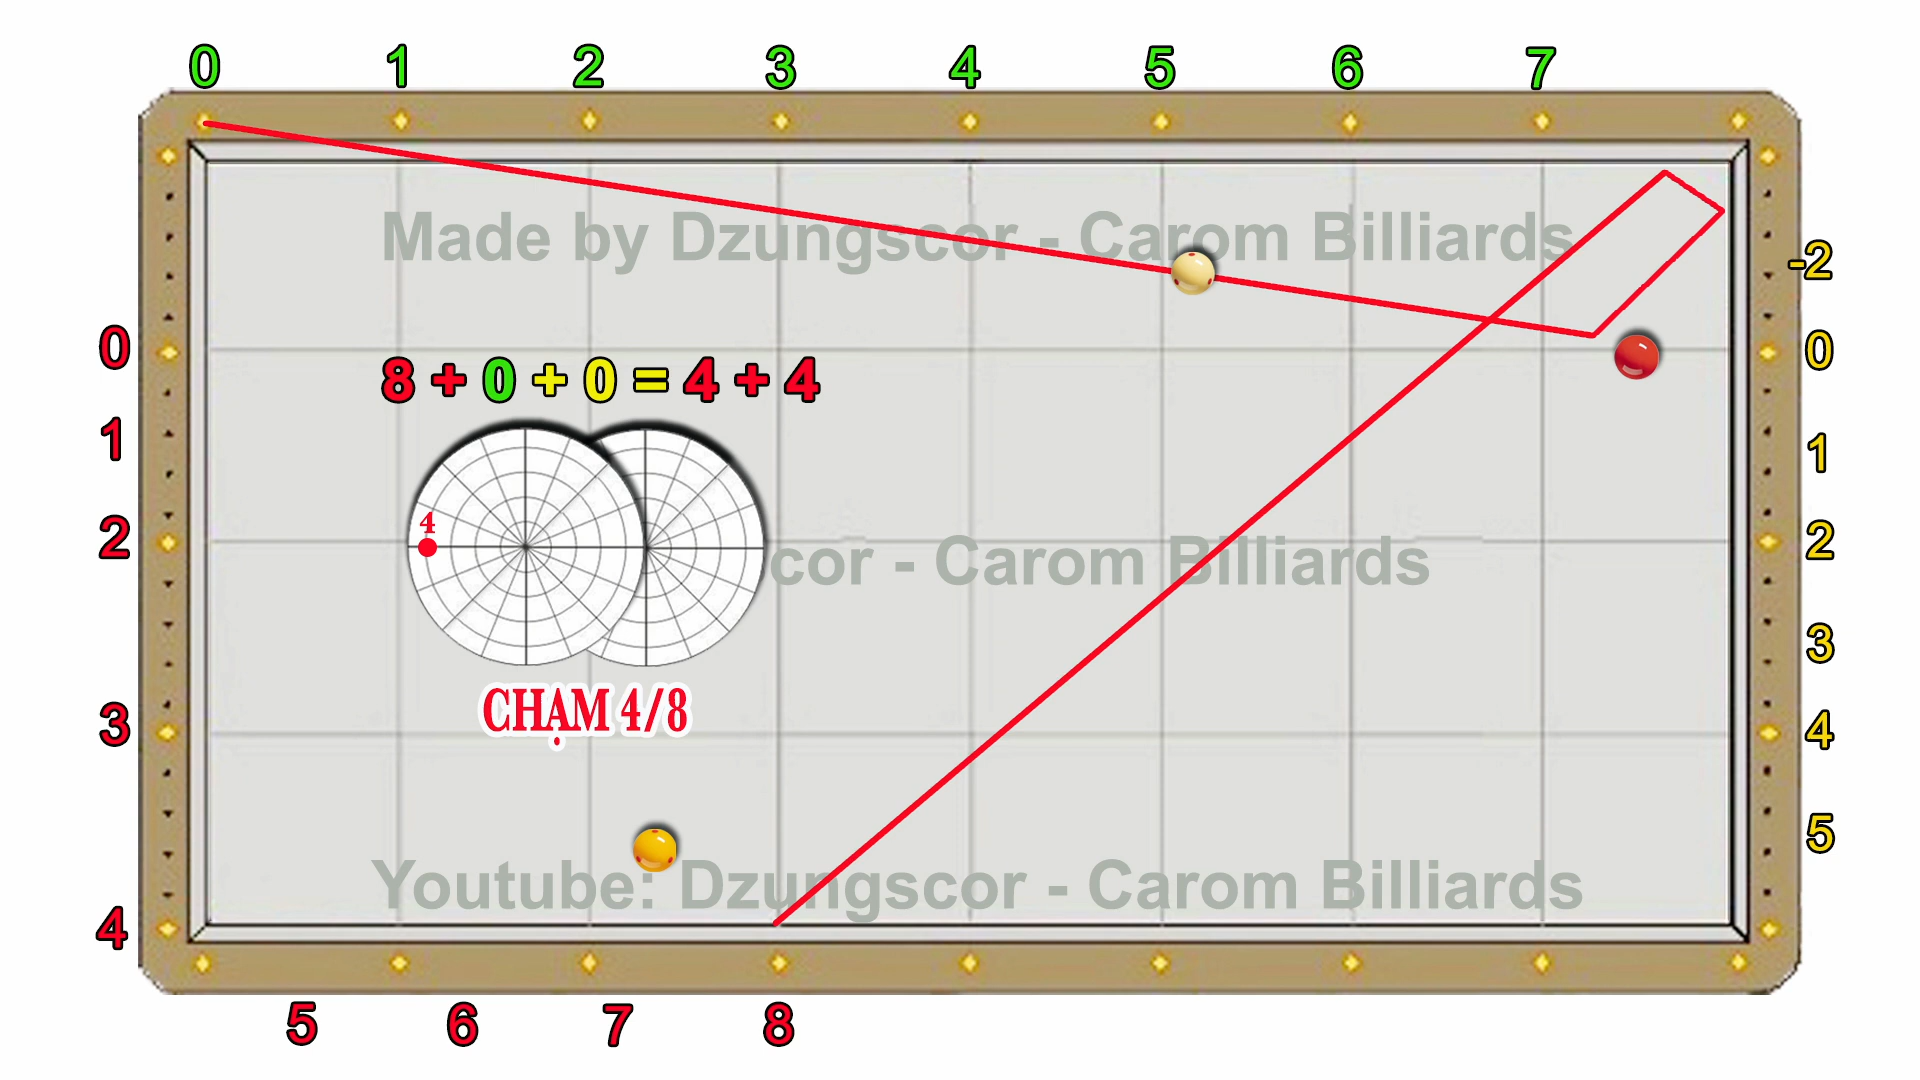 0 1 2 3 4 5 6 7
Made by Dzungscor - Carom Billiards
-2
0
0
8 + 0 + 0 = 4 + 4
1
1
4
2
2
cor - Carom Billiards
3
CHẠM 4/8
3
4
5
Youtube: Dzungscor - Carom Billiards
4
5 6 7 8